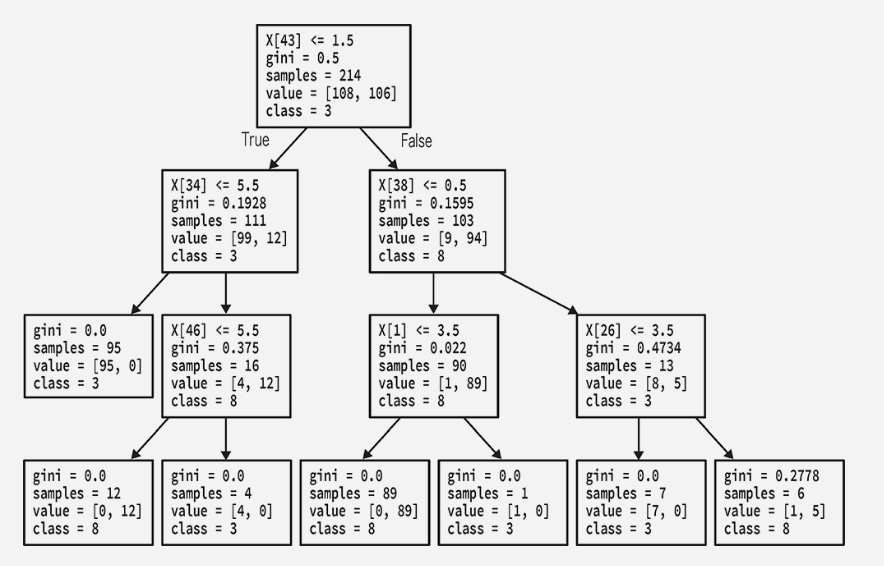 X[43] <= 1.5
gini = 0.5
samples = 214
value = [108, 106]
class = 3
True
False
X[34] <= 5.5
gini = 0.1928
samples = 111
value = [99, 12]
class = 3
X[38] <= 0.5
gini = 0.1595
samples = 103
value = [9, 94]
class = 8
gini = 0.0
samples = 95
value = [95, 0]
class = 3
X[46] <= 5.5
gini = 0.375
samples = 16
value = [4, 12]
class = 8
X[1] <= 3.5
gini = 0.022
samples = 90
value = [1, 89]
class = 8
X[26] <= 3.5
gini = 0.4734
samples = 13
value = [8, 5]
class = 3
gini = 0.0
samples = 12
value = [0, 12]
class = 8
gini = 0.0
samples = 4
value = [4, 0]
class = 3
gini = 0.0
samples = 89
value = [0, 89]
class = 8
gini = 0.0
samples = 1
value = [1, 0]
class = 3
gini = 0.0
samples = 7
value = [7, 0]
class = 3
gini = 0.2778
samples = 6
value = [1, 5]
class = 8